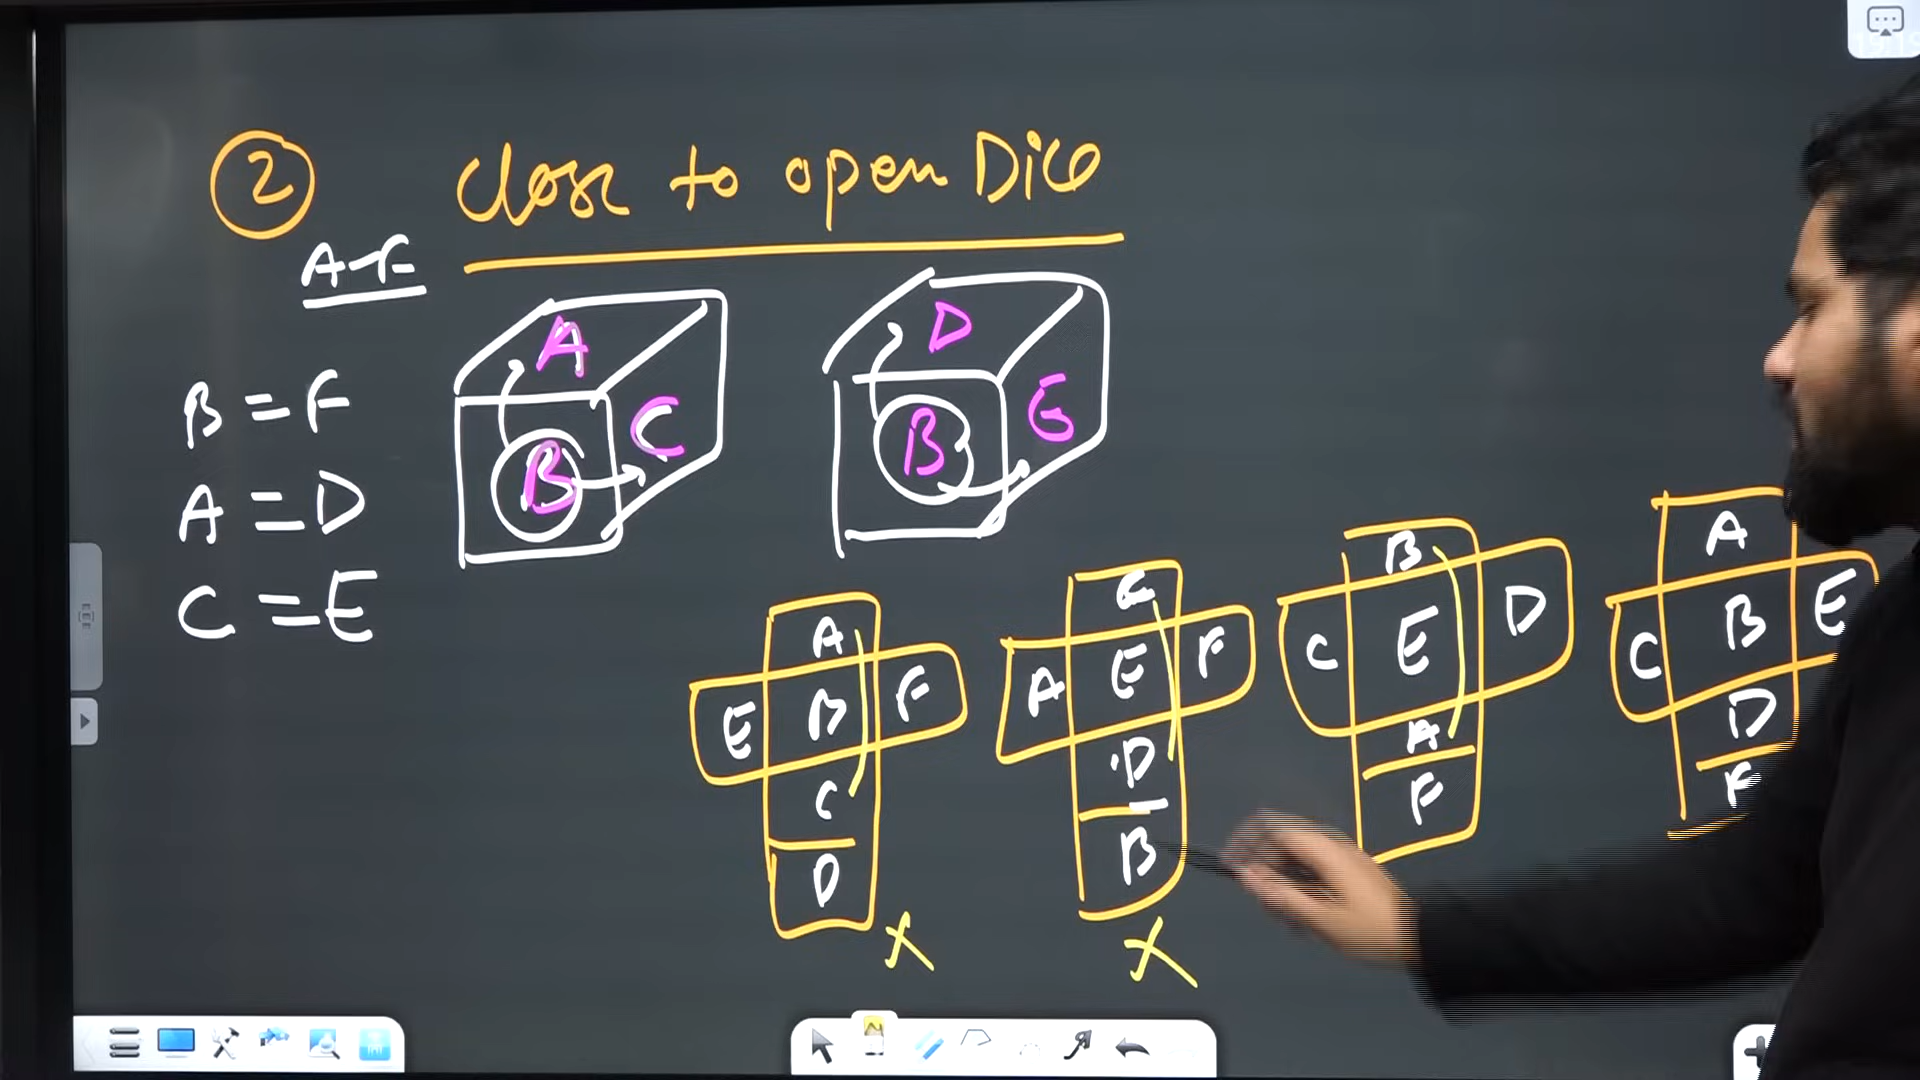 2 Close to open Dice
A-F
A
B C
D
B E
B = F
A = D
C = E
A
E B F
C
D
X
C
A E F
D
B
X
B
C E D
A
F
A
C B E
D
F